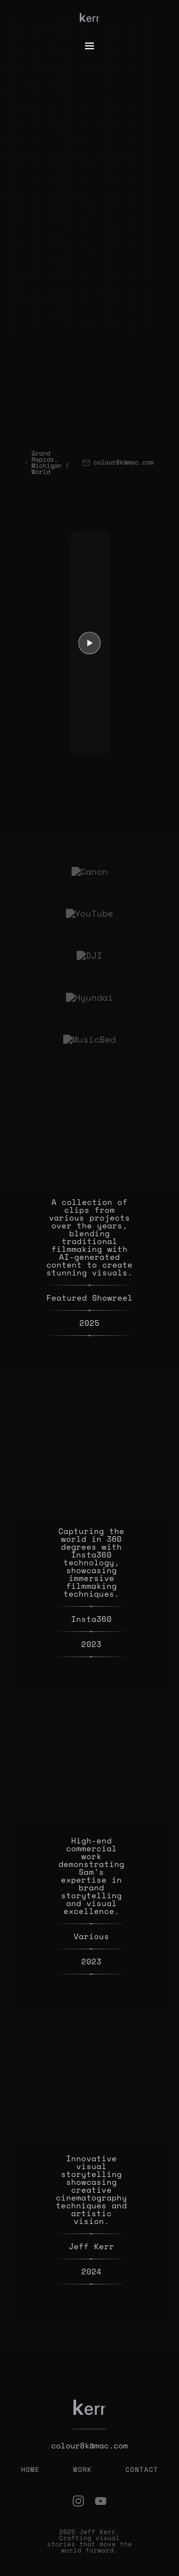 kerr
Grand
Rapids,
Michigan /
World
colour8k@mac.com
Canon
YouTube
DJI
Hyundai
MusicBed
A collection of
clips from
various projects
over the years,
blending
traditional
filmmaking with
AI-generated
content to create
stunning visuals.
Featured Showreel
2025
Capturing the
world in 360
degrees with
Insta360
technology,
showcasing
immersive
filmmaking
techniques.
Insta360
2023
High-end
commercial
work
demonstrating
Sam's
expertise in
brand
storytelling
and visual
excellence.
Various
2023
Innovative
visual
storytelling
showcasing
creative
cinematography
techniques and
artistic
vision.
Jeff Kerr
2024
kerr
colour8k@mac.com
HOME WORK CONTACT
2025 Jeff Kerr.
Crafting visual
stories that move the
world forward.